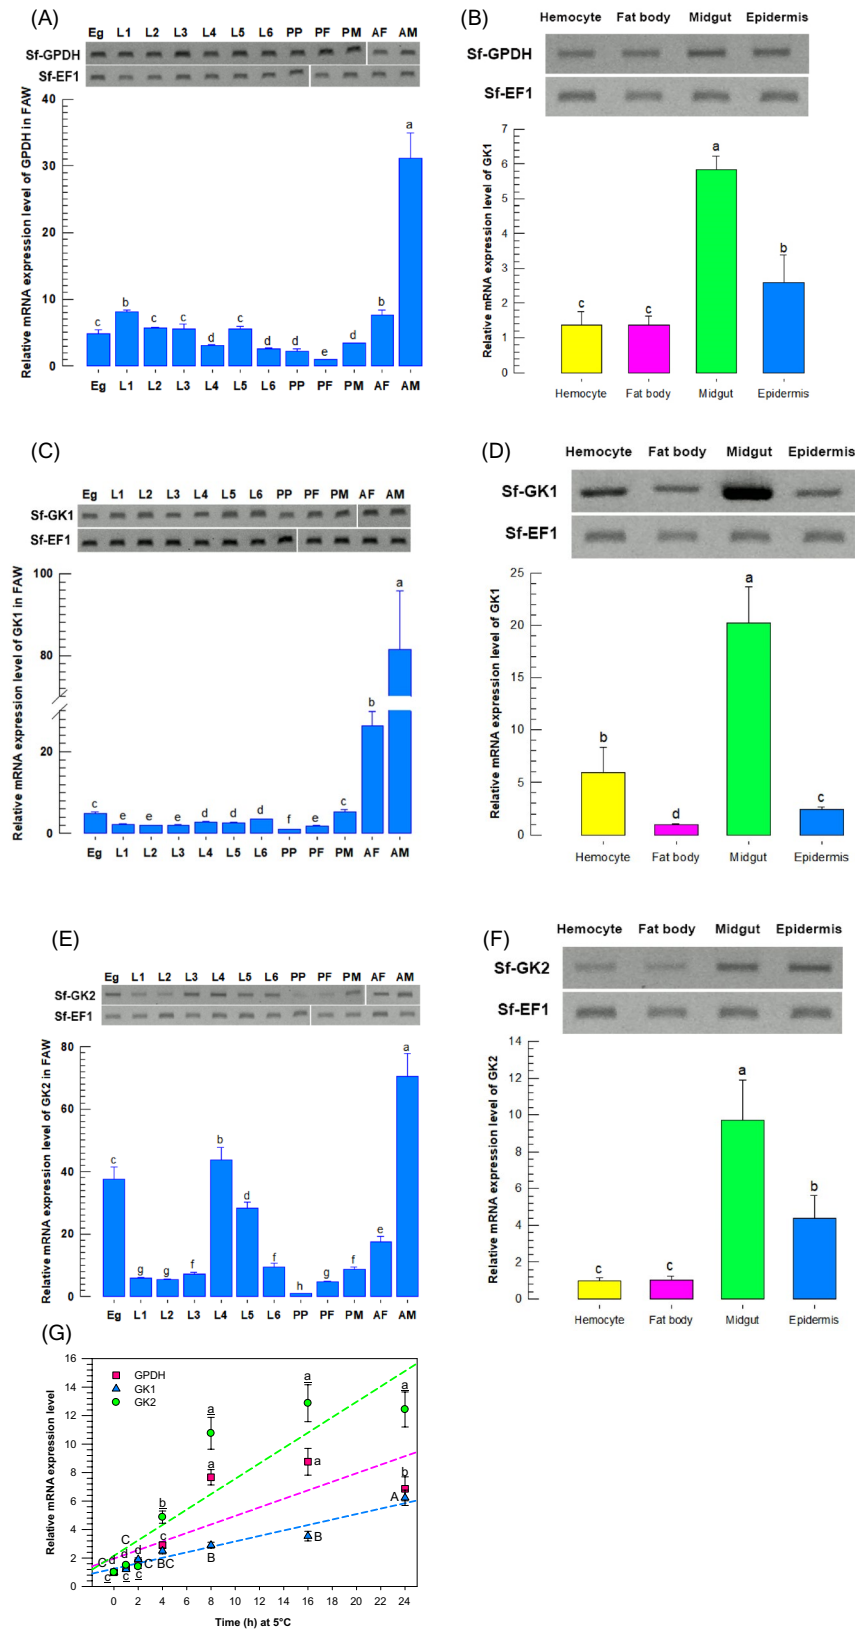 (A)
Eg L1 L2 L3 L4 L5 L6 PP PF PM AF AM
Sf-GPDH
Sf-EF1
Relative mRNA expression level of GPDH in FAW
40
30
20
10
0
c b c c d c d d e d b a
Eg L1 L2 L3 L4 L5 L6 PP PF PM AF AM
(B)
Hemocyte Fat body Midgut Epidermis
Sf-GPDH
Sf-EF1
Relative mRNA expression level of GK1
7
6
5
4
3
2
1
0
c c a b
Hemocyte Fat body Midgut Epidermis
(C)
Eg L1 L2 L3 L4 L5 L6 PP PF PM AF AM
Sf-GK1
Sf-EF1
Relative mRNA expression level of GK1 in FAW
100
80
20
0
c e e e d d d f e c b a
Eg L1 L2 L3 L4 L5 L6 PP PF PM AF AM
(D)
Hemocyte Fat body Midgut Epidermis
Sf-GK1
Sf-EF1
Relative mRNA expression level of GK1
25
20
15
10
5
0
b d a c
Hemocyte Fat body Midgut Epidermis
(E)
Eg L1 L2 L3 L4 L5 L6 PP PF PM AF AM
Sf-GK2
Sf-EF1
Relative mRNA expression level of GK2 in FAW
80
60
40
20
0
c g g f b d f h g f e a
Eg L1 L2 L3 L4 L5 L6 PP PF PM AF AM
(F)
Hemocyte Fat body Midgut Epidermis
Sf-GK2
Sf-EF1
Relative mRNA expression level of GK2
14
12
10
8
6
4
2
0
c c a b
Hemocyte Fat body Midgut Epidermis
(G)
Relative mRNA expression level
16
14
12
10
8
6
4
2
0
GPDH
GK1
GK2
a a a
a a b
b c
A B B BC C
C C
d d d
c c c
0 2 4 6 8 10 12 14 16 18 20 22 24
Time (h) at 5°C